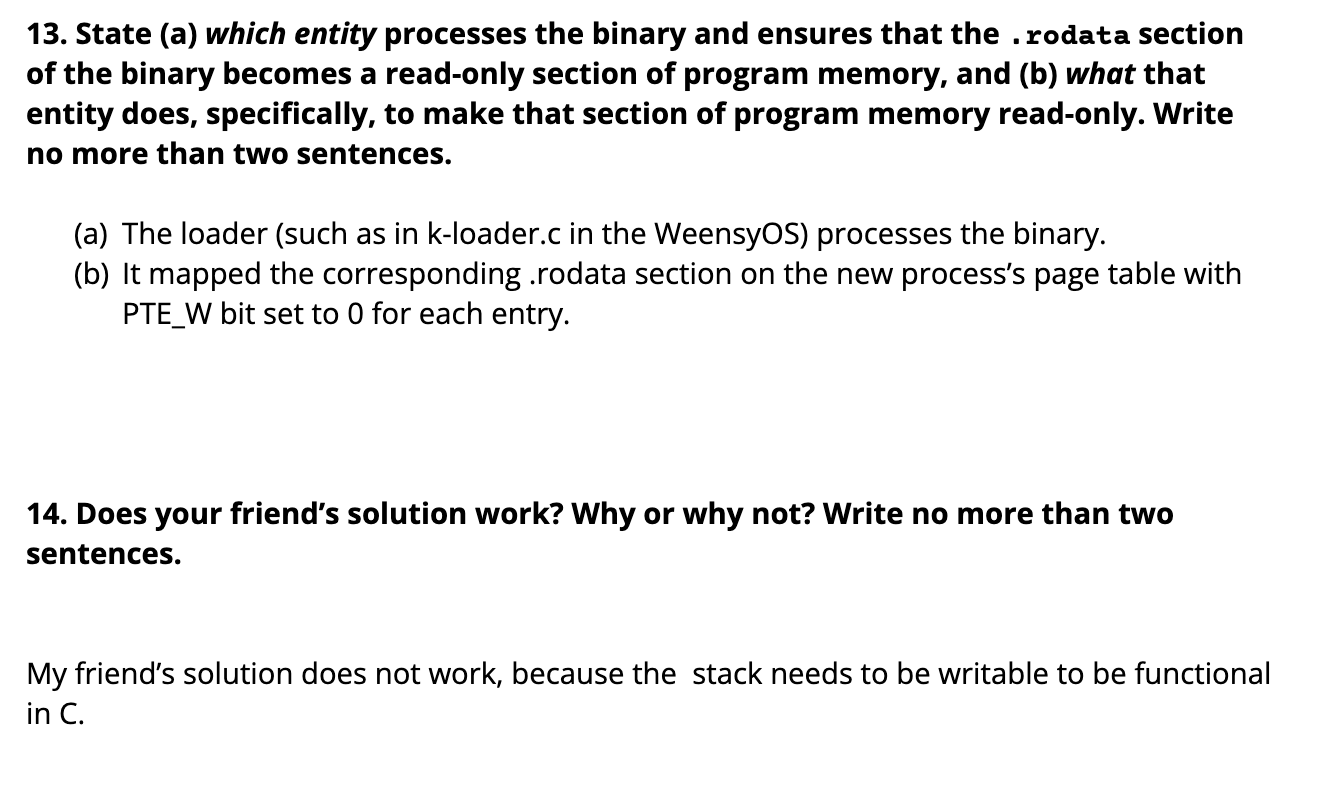 13. State (a) which entity processes the binary and ensures that the .rodata section
of the binary becomes a read-only section of program memory, and (b) what that
entity does, specifically, to make that section of program memory read-only. Write
no more than two sentences.
(a) The loader (such as in k-loader.c in the WeensyOS) processes the binary.
(b) It mapped the corresponding .rodata section on the new process’s page table with
PTE_W bit set to 0 for each entry.
14. Does your friend’s solution work? Why or why not? Write no more than two
sentences.
My friend’s solution does not work, because the  stack needs to be writable to be functional
in C.